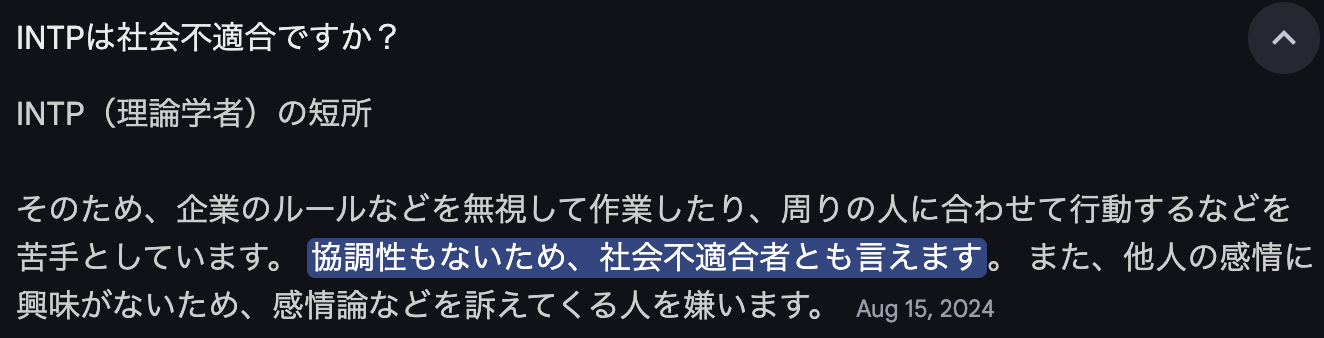 INTPは社会不適合ですか？
INTP（理論学者）の短所
そのため、企業のルールなどを無視して作業したり、周りの人に合わせて行動するなどを
苦手としています。 協調性もないため、社会不適合者とも言えます。 また、他人の感情に
興味がないため、感情論などを訴えてくる人を嫌います。 Aug 15, 2024